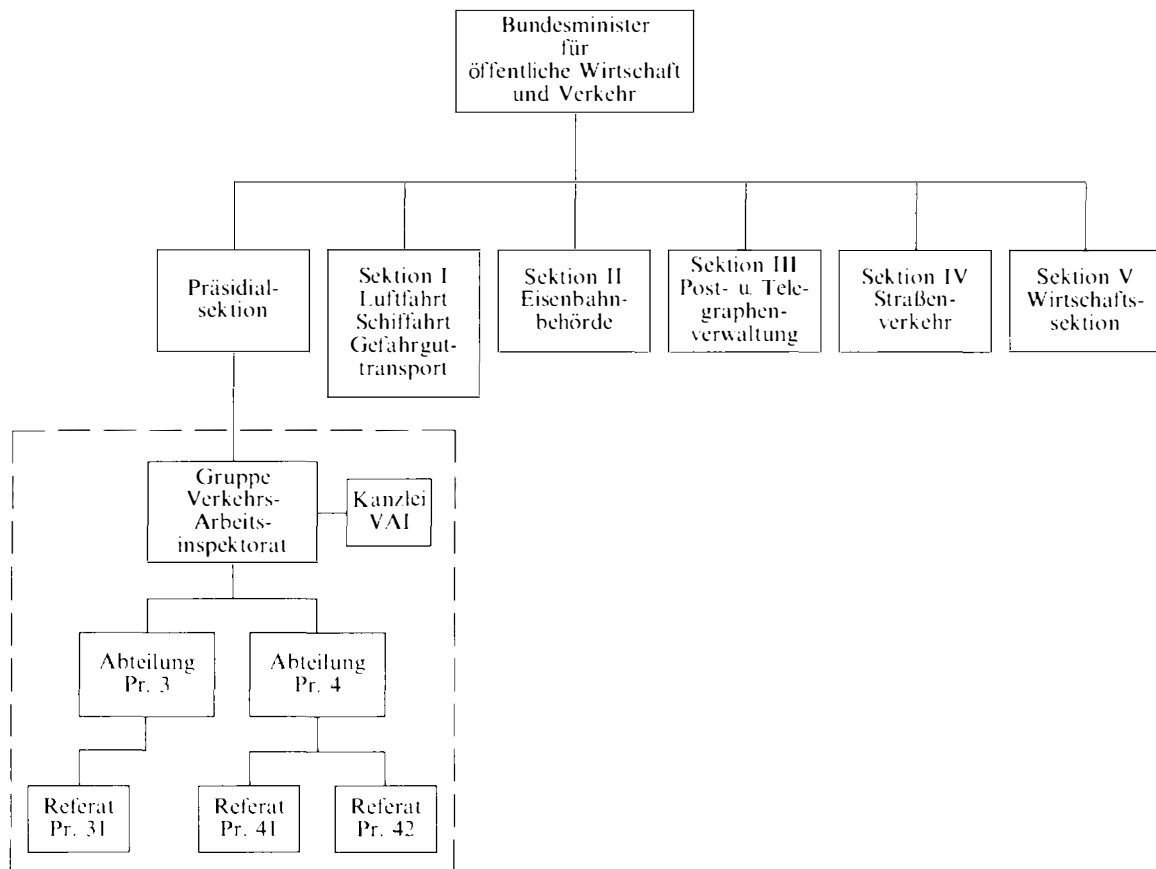 Bundesminister
für
öffentliche Wirtschaft
und Verkehr
Präsidial-
sektion
Sektion I
Luftfahrt
Schiffahrt
Gefahrgut-
transport
Sektion II
Eisenbahn-
behörde
Sektion III
Post- u. Tele-
graphen-
verwaltung
Sektion IV
Straßen-
verkehr
Sektion V
Wirtschafts-
sektion
Gruppe
Verkehrs-
Arbeits-
inspektorat
Kanzlei
VAI
Abteilung
Pr. 3
Abteilung
Pr. 4
Referat
Pr. 31
Referat
Pr. 41
Referat
Pr. 42